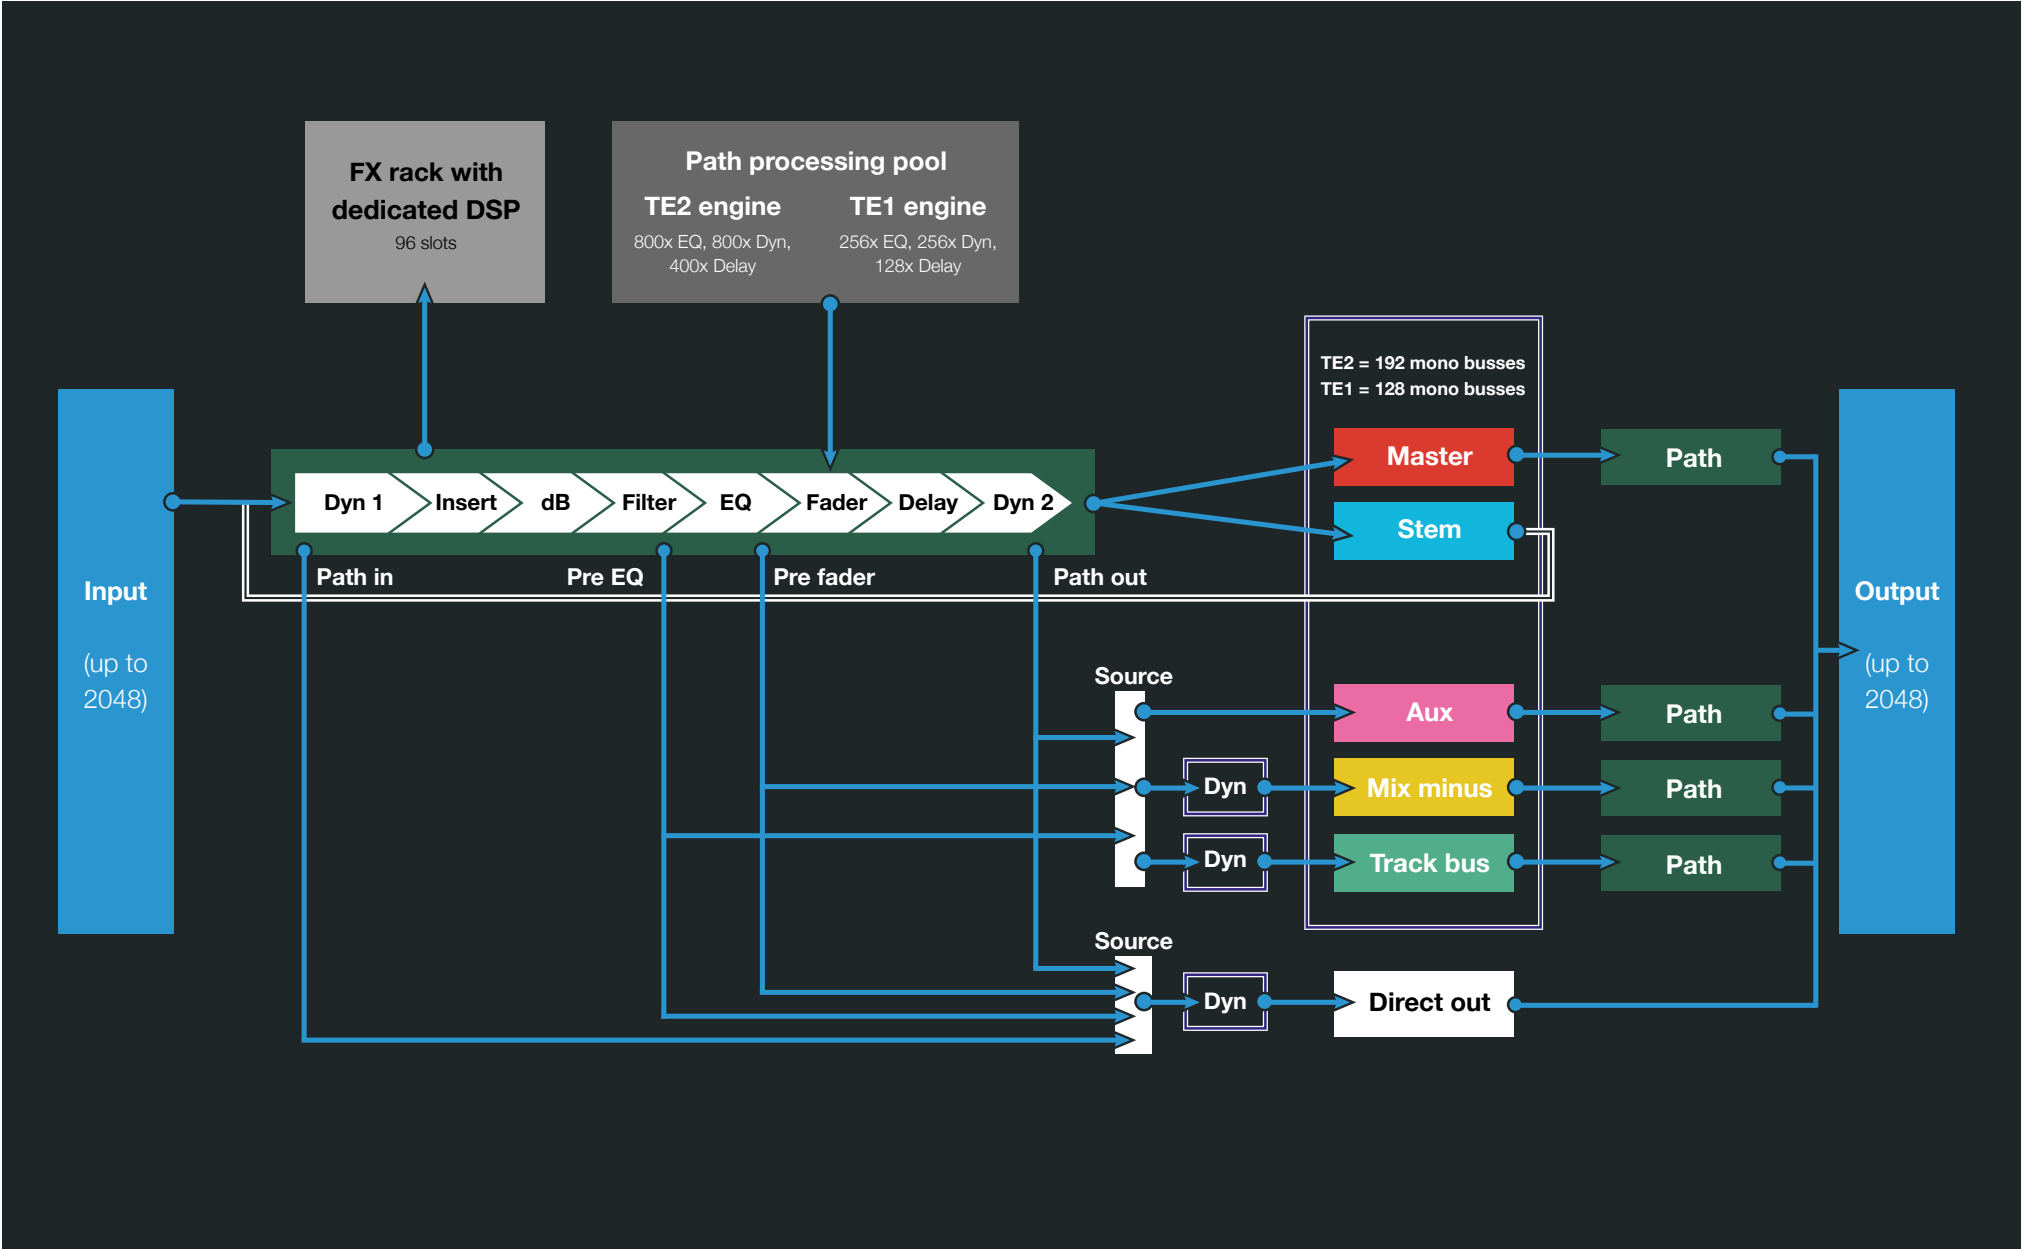 FX rack with
dedicated DSP
96 slots
Path processing pool
TE2 engine
800x EQ, 800x Dyn,
400x Delay
TE1 engine
256x EQ, 256x Dyn,
128x Delay
TE2 = 192 mono busses
TE1 = 128 mono busses
Input
(up to
2048)
Dyn 1
Insert
dB
Filter
EQ
Fader
Delay
Dyn 2
Path in
Pre EQ
Pre fader
Path out
Master
Path
Stem
Source
Aux
Path
Dyn
Mix minus
Path
Dyn
Track bus
Path
Source
Dyn
Direct out
Output
(up to
2048)